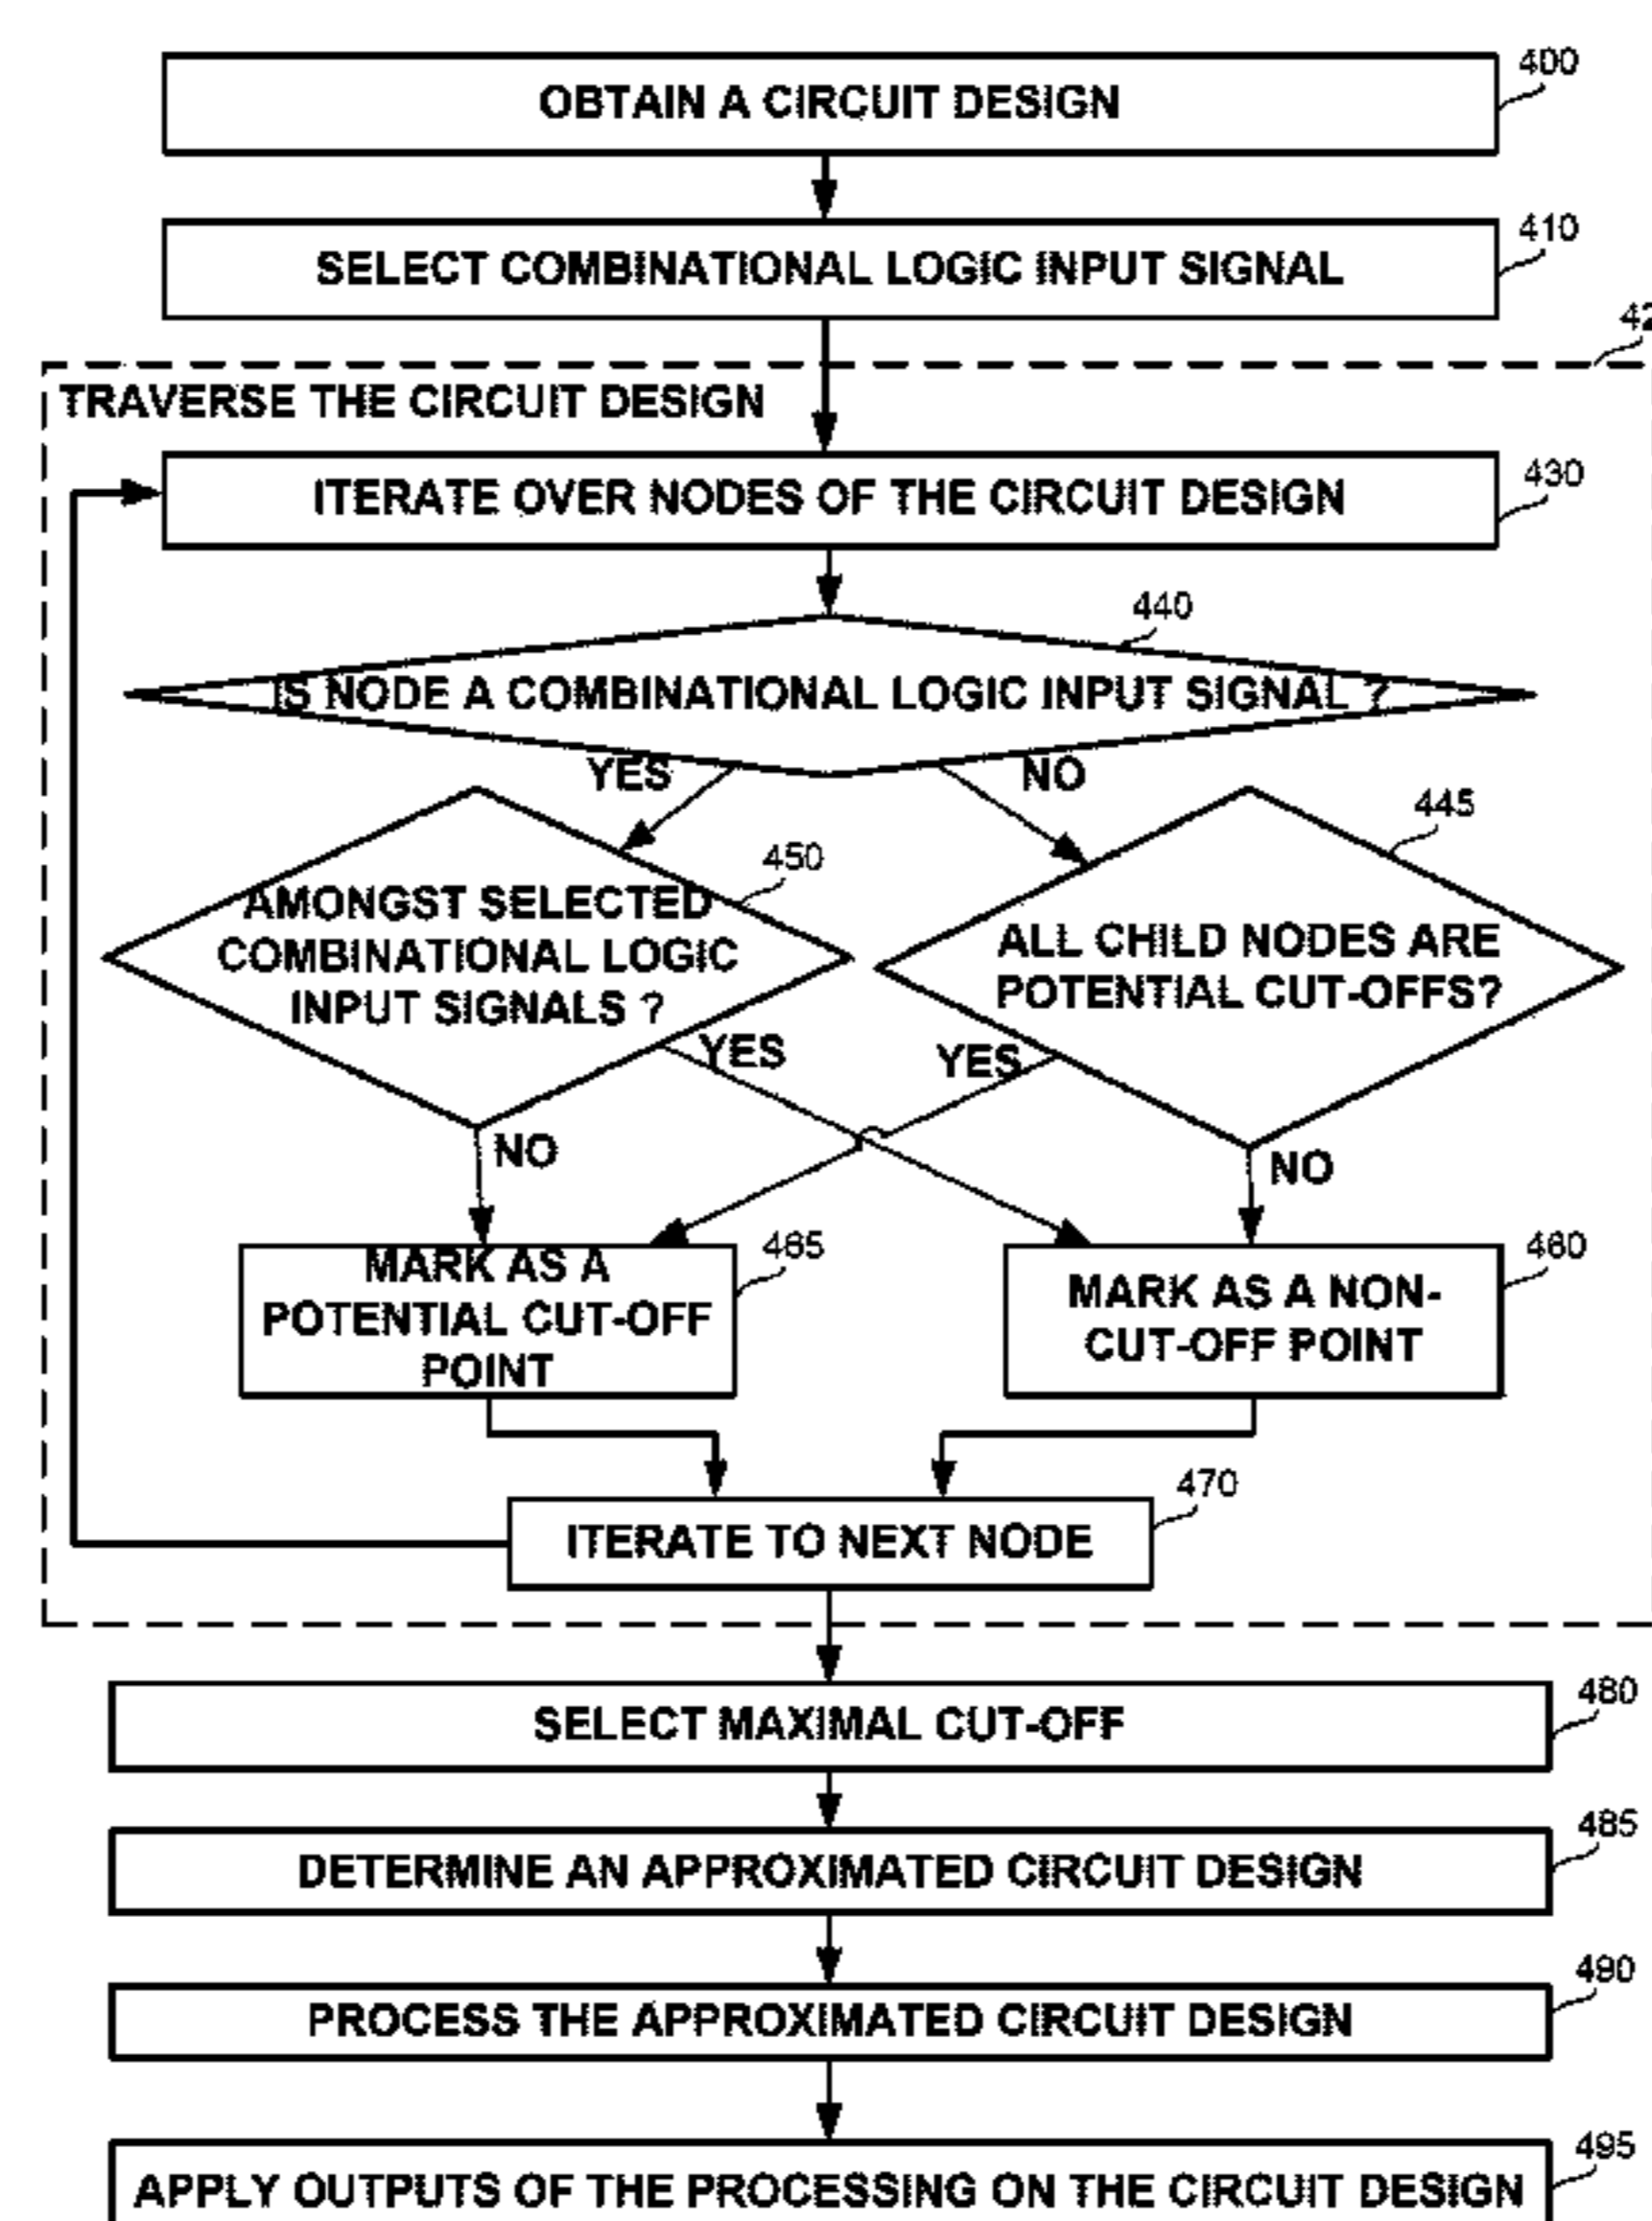 400
OBTAIN A CIRCUIT DESIGN
410
SELECT COMBINATIONAL LOGIC INPUT SIGNAL
TRAVERSE THE CIRCUIT DESIGN
430
ITERATE OVER NODES OF THE CIRCUIT DESIGN
440
IS NODE A COMBINATIONAL LOGIC INPUT SIGNAL ?
YES
NO
450
AMONGST SELECTED
COMBINATIONAL LOGIC
INPUT SIGNALS ?
445
ALL CHILD NODES ARE
POTENTIAL CUT-OFFS?
YES
YES
NO
NO
465
MARK AS A
POTENTIAL CUT-OFF
POINT
460
MARK AS A NON-
CUT-OFF POINT
470
ITERATE TO NEXT NODE
480
SELECT MAXIMAL CUT-OFF
485
DETERMINE AN APPROXIMATED CIRCUIT DESIGN
490
PROCESS THE APPROXIMATED CIRCUIT DESIGN
495
APPLY OUTPUTS OF THE PROCESSING ON THE CIRCUIT DESIGN